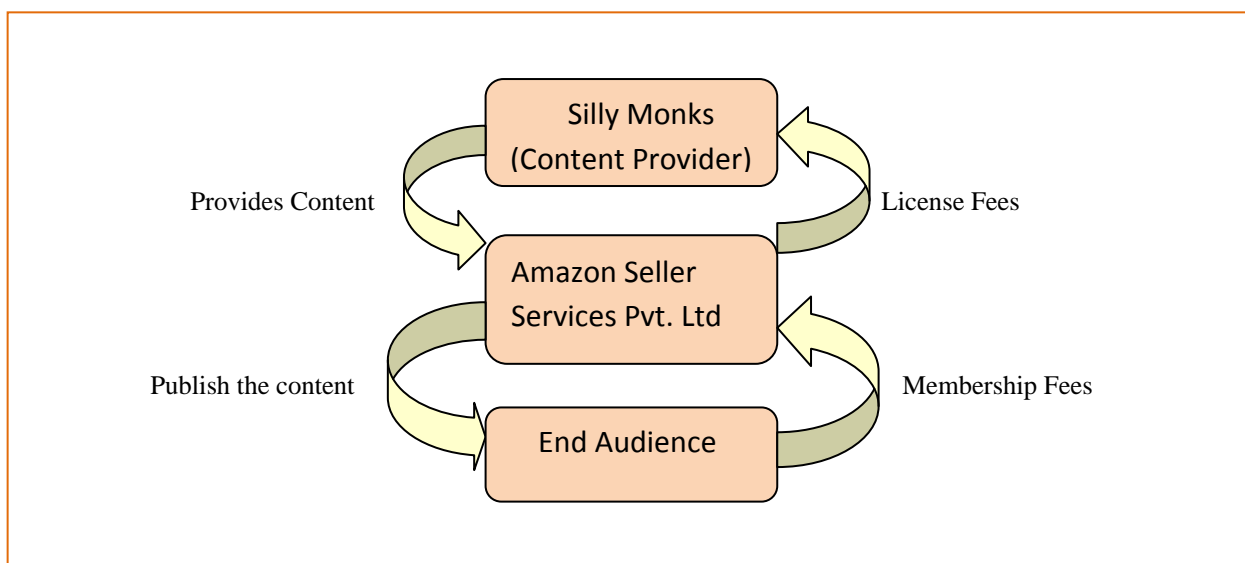 Silly Monks
(Content Provider)
Provides Content
License Fees
Amazon Seller
Services Pvt. Ltd
Publish the content
Membership Fees
End Audience